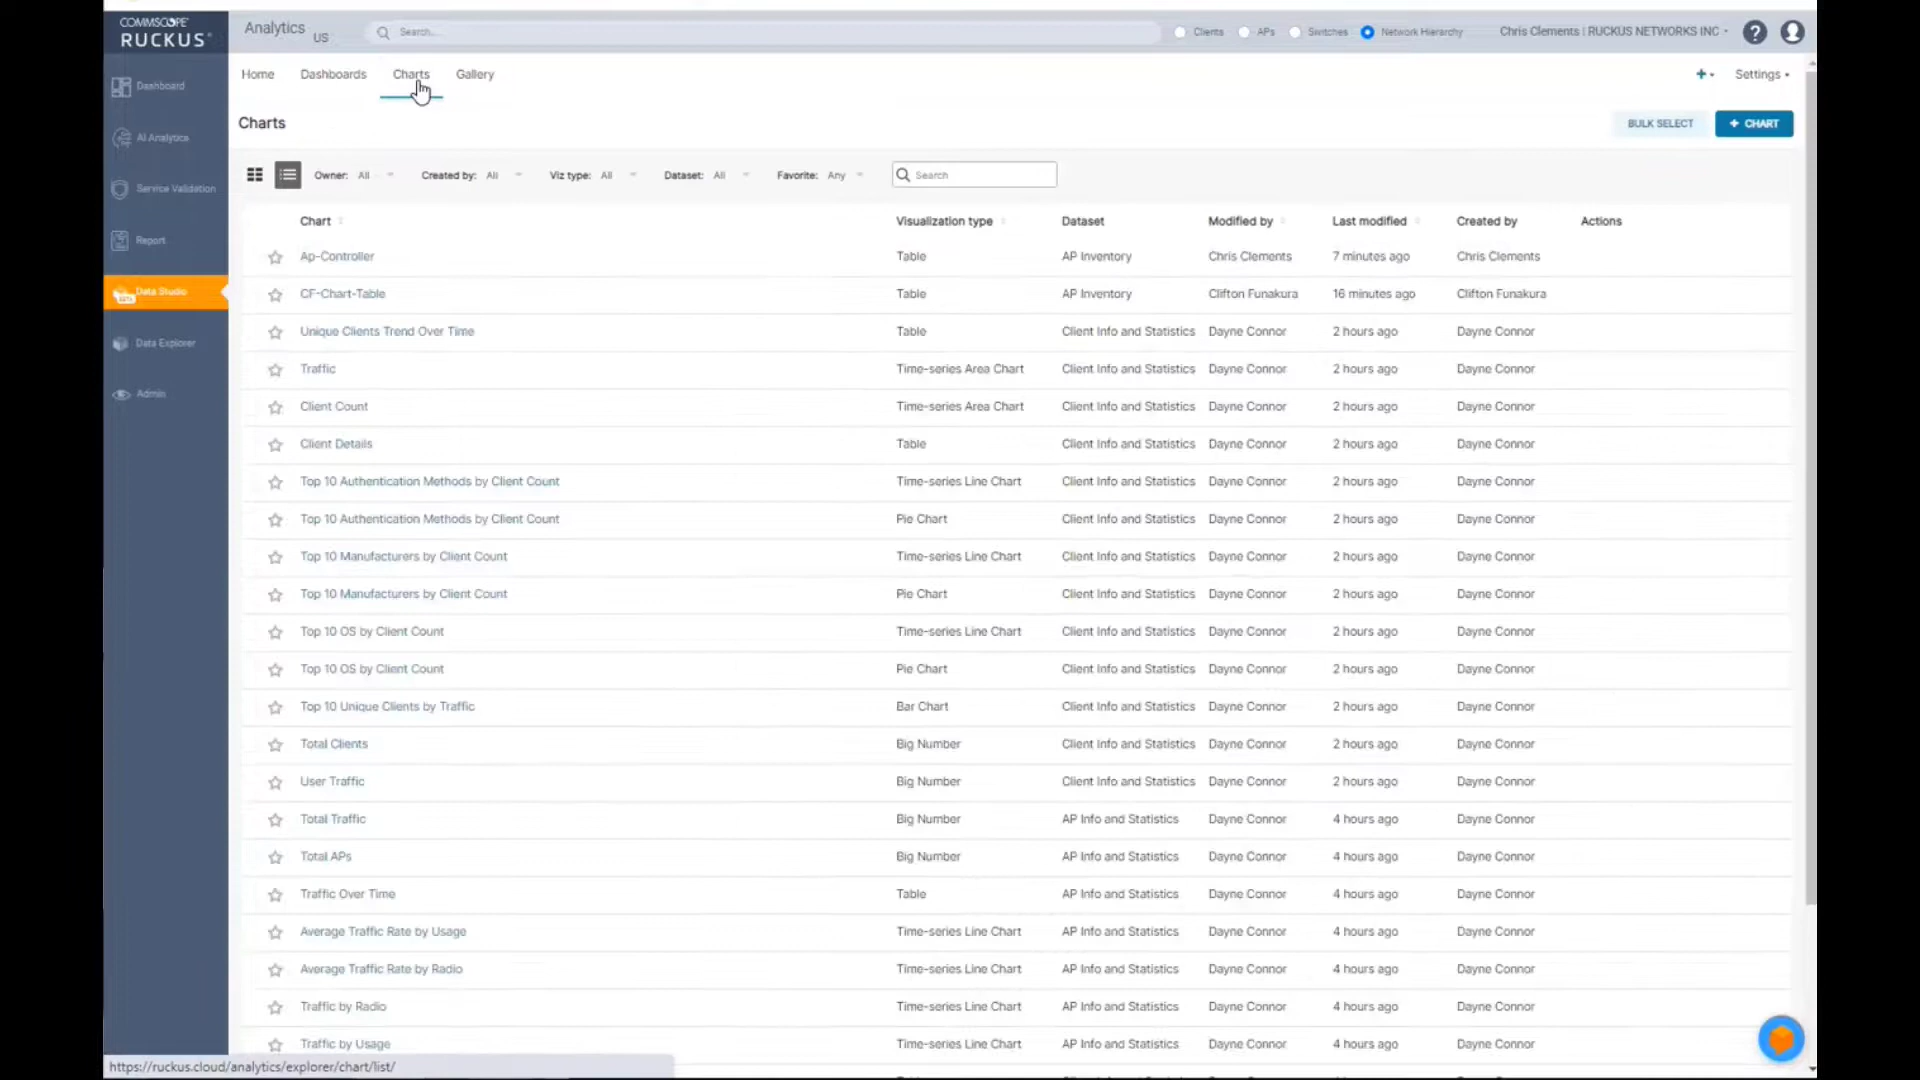 COMMSCOPE
RUCKUS
Analytics US Search... Clients APs Switches Network Hierarchy Chris Clements | RUCKUS NETWORKS INC ?
Home Dashboards Charts Gallery + Settings
Dashboard
AI Analytics
Service Validation
Report
Data Studio
Data Explorer
Admin
Charts BULK SELECT + CHART
Owner: All Created by: All Viz type: All Dataset: All Favorite: Any Search
Chart Visualization type Dataset Modified by Last modified Created by Actions
Ap-Controller Table AP Inventory Chris Clements 7 minutes ago Chris Clements
CF-Chart-Table Table AP Inventory Clifton Funakura 16 minutes ago Clifton Funakura
Unique Clients Trend Over Time Table Client Info and Statistics Dayne Connor 2 hours ago Dayne Connor
Traffic Time-series Area Chart Client Info and Statistics Dayne Connor 2 hours ago Dayne Connor
Client Count Time-series Area Chart Client Info and Statistics Dayne Connor 2 hours ago Dayne Connor
Client Details Table Client Info and Statistics Dayne Connor 2 hours ago Dayne Connor
Top 10 Authentication Methods by Client Count Time-series Line Chart Client Info and Statistics Dayne Connor 2 hours ago Dayne Connor
Top 10 Authentication Methods by Client Count Pie Chart Client Info and Statistics Dayne Connor 2 hours ago Dayne Connor
Top 10 Manufacturers by Client Count Time-series Line Chart Client Info and Statistics Dayne Connor 2 hours ago Dayne Connor
Top 10 Manufacturers by Client Count Pie Chart Client Info and Statistics Dayne Connor 2 hours ago Dayne Connor
Top 10 OS by Client Count Time-series Line Chart Client Info and Statistics Dayne Connor 2 hours ago Dayne Connor
Top 10 OS by Client Count Pie Chart Client Info and Statistics Dayne Connor 2 hours ago Dayne Connor
Top 10 Unique Clients by Traffic Bar Chart Client Info and Statistics Dayne Connor 2 hours ago Dayne Connor
Total Clients Big Number Client Info and Statistics Dayne Connor 2 hours ago Dayne Connor
User Traffic Big Number Client Info and Statistics Dayne Connor 2 hours ago Dayne Connor
Total Traffic Big Number AP Info and Statistics Dayne Connor 4 hours ago Dayne Connor
Total APs Big Number AP Info and Statistics Dayne Connor 4 hours ago Dayne Connor
Traffic Over Time Table AP Info and Statistics Dayne Connor 4 hours ago Dayne Connor
Average Traffic Rate by Usage Time-series Line Chart AP Info and Statistics Dayne Connor 4 hours ago Dayne Connor
Average Traffic Rate by Radio Time-series Line Chart AP Info and Statistics Dayne Connor 4 hours ago Dayne Connor
Traffic by Radio Time-series Line Chart AP Info and Statistics Dayne Connor 4 hours ago Dayne Connor
Traffic by Usage Time-series Line Chart AP Info and Statistics Dayne Connor 4 hours ago Dayne Connor
https://ruckus.cloud/analytics/explorer/chart/list/